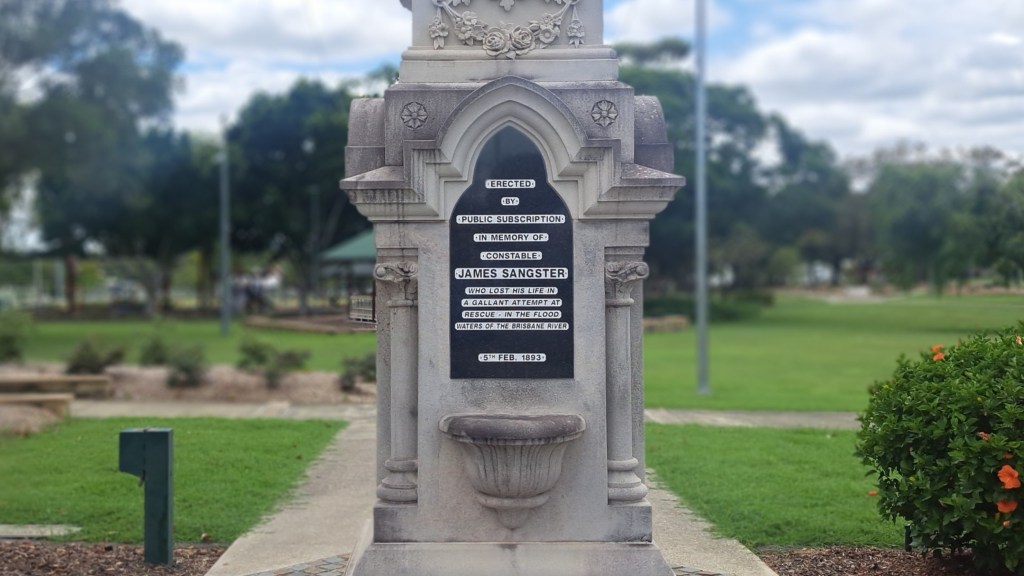 ERECTED
BY
PUBLIC SUBSCRIPTION
IN MEMORY OF
CONSTABLE
JAMES SANGSTER
WHO LOST HIS LIFE IN
A GALLANT ATTEMPT AT
RESCUE - IN THE FLOOD
WATERS OF THE BRISBANE RIVER
5TH FEB. 1893